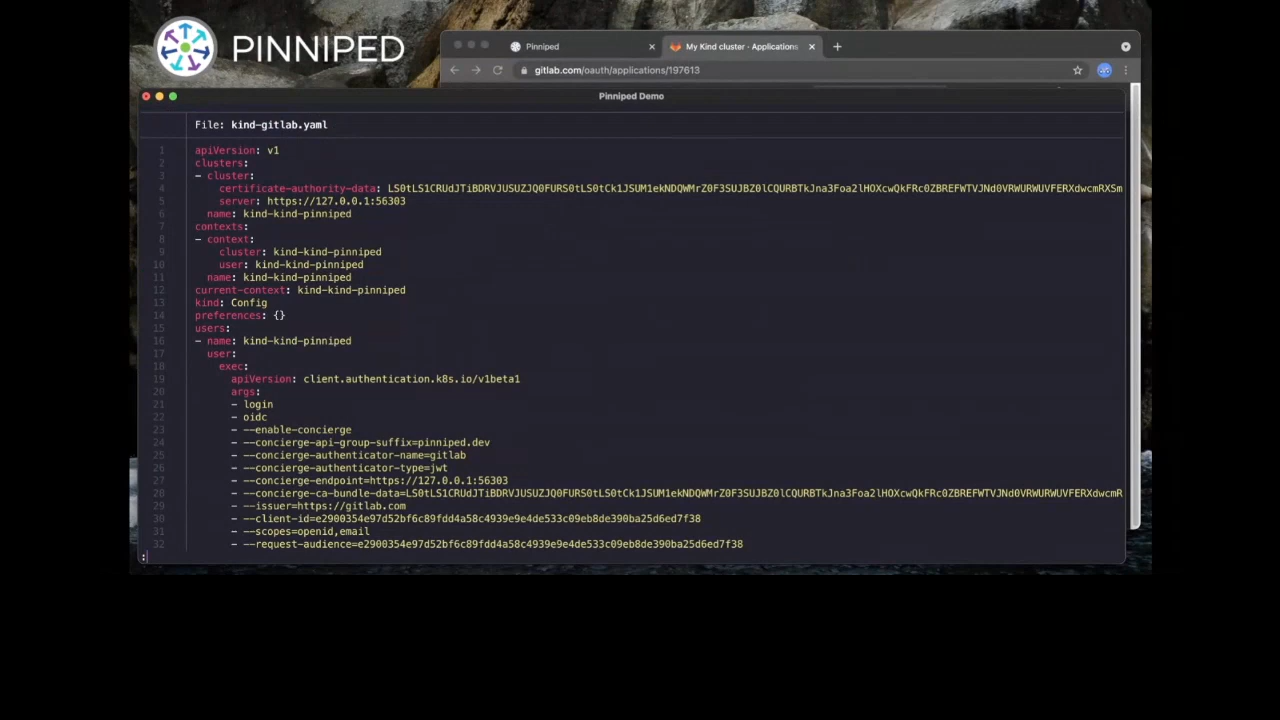 PINNIPED
Pinniped
My Kind cluster · Applications
gitlab.com/oauth/applications/197613
Pinniped Demo
File: kind-gitlab.yaml
1 apiVersion: v1
2 clusters:
3 - cluster:
4 certificate-authority-data:
5 server: https://127.0.0.1:56303
6 name: kind-kind-pinniped
7 contexts:
8 - context:
9 cluster: kind-kind-pinniped
10 user: kind-kind-pinniped
11 name: kind-kind-pinniped
12 current-context: kind-kind-pinniped
13 kind: Config
14 preferences: {}
15 users:
16 - name: kind-kind-pinniped
17 user:
18 exec:
19 apiVersion: client.authentication.k8s.io/v1beta1
20 args:
21 - login
22 - oidc
23 - --enable-concierge
24 - --concierge-api-group-suffix=pinniped.dev
25 - --concierge-authenticator-name=gitlab
26 - --concierge-authenticator-type=jwt
27 - --concierge-endpoint=https://127.0.0.1:56303
28 - --concierge-ca-bundle-data=
29 - --issuer=https://gitlab.com
30 - --client-id=e2900354e97d52bf6c89fdd4a58c4939e9e4de533c09eb8de390ba25d6ed7f38
31 - --scopes=openid,email
32 - --request-audience=e2900354e97d52bf6c89fdd4a58c4939e9e4de533c09eb8de390ba25d6ed7f38
: